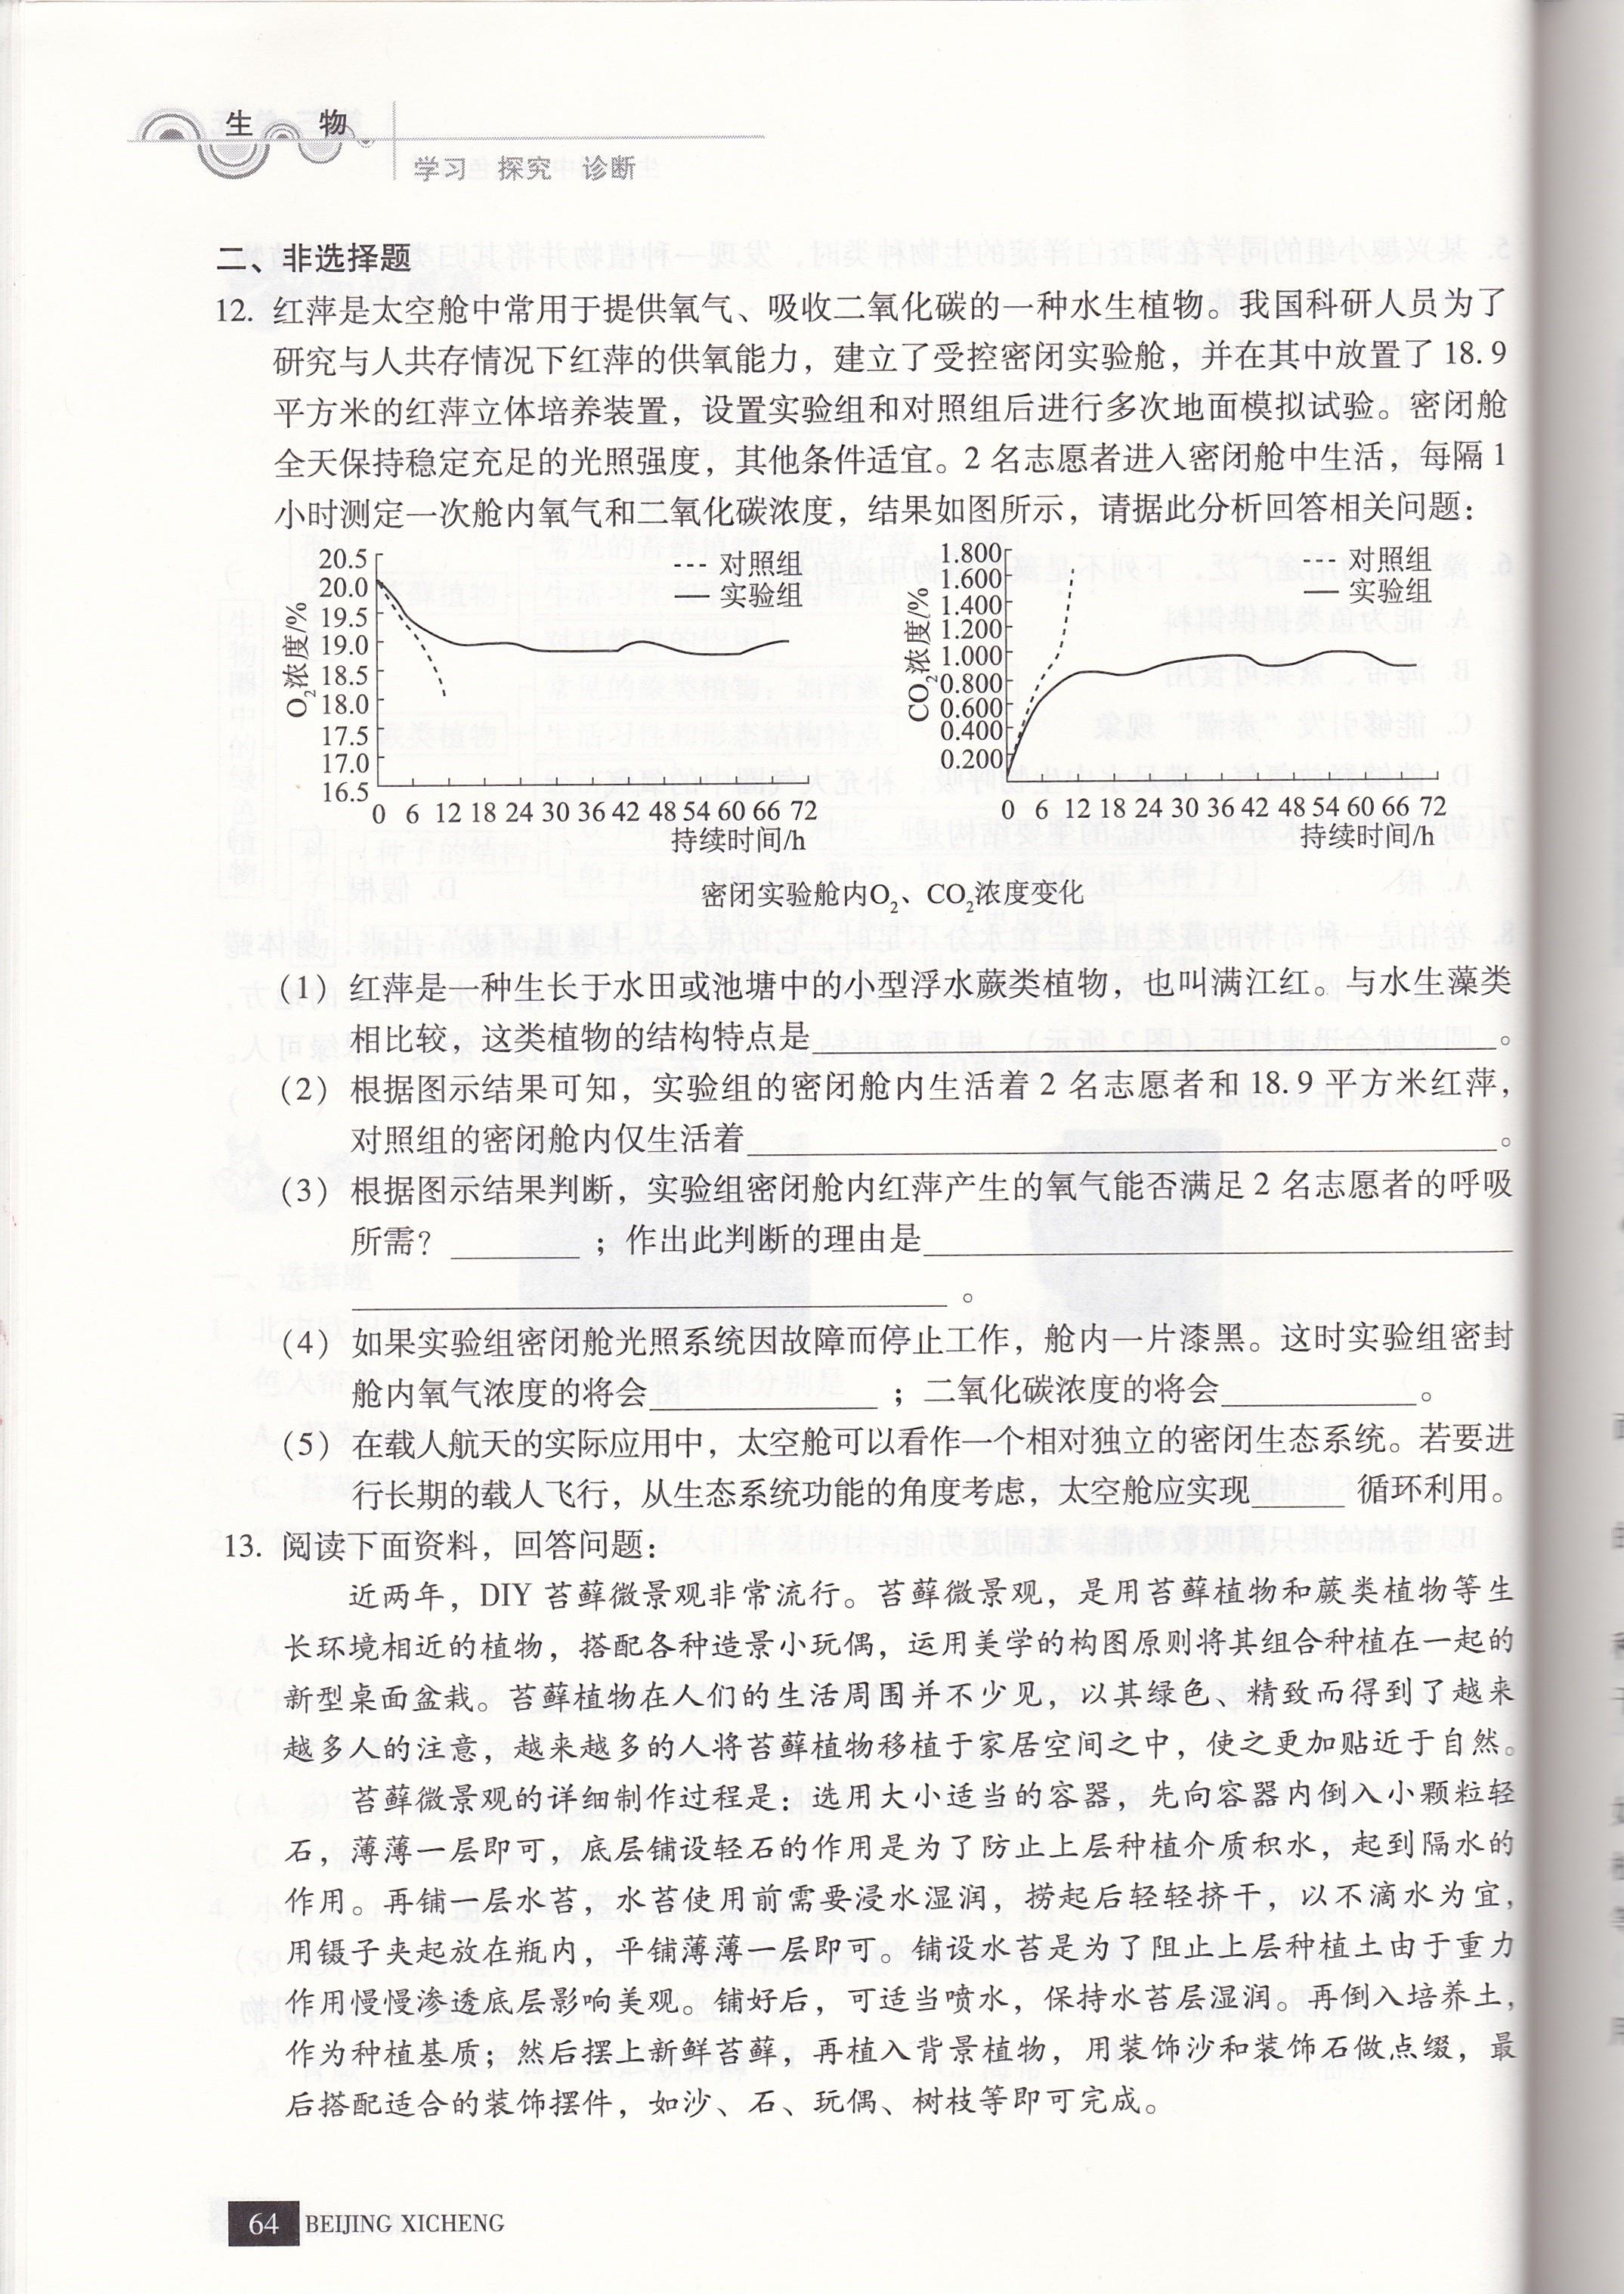 生 物
学习 探究 诊断
二、非选择题
12. 红萍是太空舱中常用于提供氧气、吸收二氧化碳的一种水生植物。我国科研人员为了
研究与人共存情况下红萍的供氧能力，建立了受控密闭实验舱，并在其中放置了 18.9
平方米的红萍立体培养装置，设置实验组和对照组后进行多次地面模拟试验。密闭舱
全天保持稳定充足的光照强度，其他条件适宜。2 名志愿者进入密闭舱中生活，每隔 1
小时测定一次舱内氧气和二氧化碳浓度，结果如图所示，请据此分析回答相关问题：
O₂浓度/%
20.5
20.0
19.5
19.0
18.5
18.0
17.5
17.0
16.5
--- 对照组
— 实验组
0 6 12 18 24 30 36 42 48 54 60 66 72
持续时间/h
CO₂浓度/%
1.800
1.600
1.400
1.200
1.000
0.800
0.600
0.400
0.200
--- 对照组
— 实验组
0 6 12 18 24 30 36 42 48 54 60 66 72
持续时间/h
密闭实验舱内O₂、CO₂浓度变化
（1）红萍是一种生长于水田或池塘中的小型浮水蕨类植物，也叫满江红。与水生藻类
相比较，这类植物的结构特点是________。
（2）根据图示结果可知，实验组的密闭舱内生活着 2 名志愿者和 18.9 平方米红萍，
对照组的密闭舱内仅生活着________。
（3）根据图示结果判断，实验组密闭舱内红萍产生的氧气能否满足 2 名志愿者的呼吸
所需？________；作出此判断的理由是________
________。
（4）如果实验组密闭舱光照系统因故障而停止工作，舱内一片漆黑。这时实验组密封
舱内氧气浓度的将会________；二氧化碳浓度的将会________。
（5）在载人航天的实际应用中，太空舱可以看作一个相对独立的密闭生态系统。若要进
行长期的载人飞行，从生态系统功能的角度考虑，太空舱应实现____循环利用。
13. 阅读下面资料，回答问题：
近两年，DIY 苔藓微景观非常流行。苔藓微景观，是用苔藓植物和蕨类植物等生
长环境相近的植物，搭配各种造景小玩偶，运用美学的构图原则将其组合种植在一起的
新型桌面盆栽。苔藓植物在人们的生活周围并不少见，以其绿色、精致而得到了越来
越多人的注意，越来越多的人将苔藓植物移植于家居空间之中，使之更加贴近于自然。
苔藓微景观的详细制作过程是：选用大小适当的容器，先向容器内倒入小颗粒轻
石，薄薄一层即可，底层铺设轻石的作用是为了防止上层种植介质积水，起到隔水的
作用。再铺一层水苔，水苔使用前需要浸水湿润，捞起后轻轻挤干，以不滴水为宜，
用镊子夹起放在瓶内，平铺薄薄一层即可。铺设水苔是为了阻止上层种植土由于重力
作用慢慢渗透底层影响美观。铺好后，可适当喷水，保持水苔层湿润。再倒入培养土，
作为种植基质；然后摆上新鲜苔藓，再植入背景植物，用装饰沙和装饰石做点缀，最
后搭配适合的装饰摆件，如沙、石、玩偶、树枝等即可完成。
64 BEIJING XICHENG